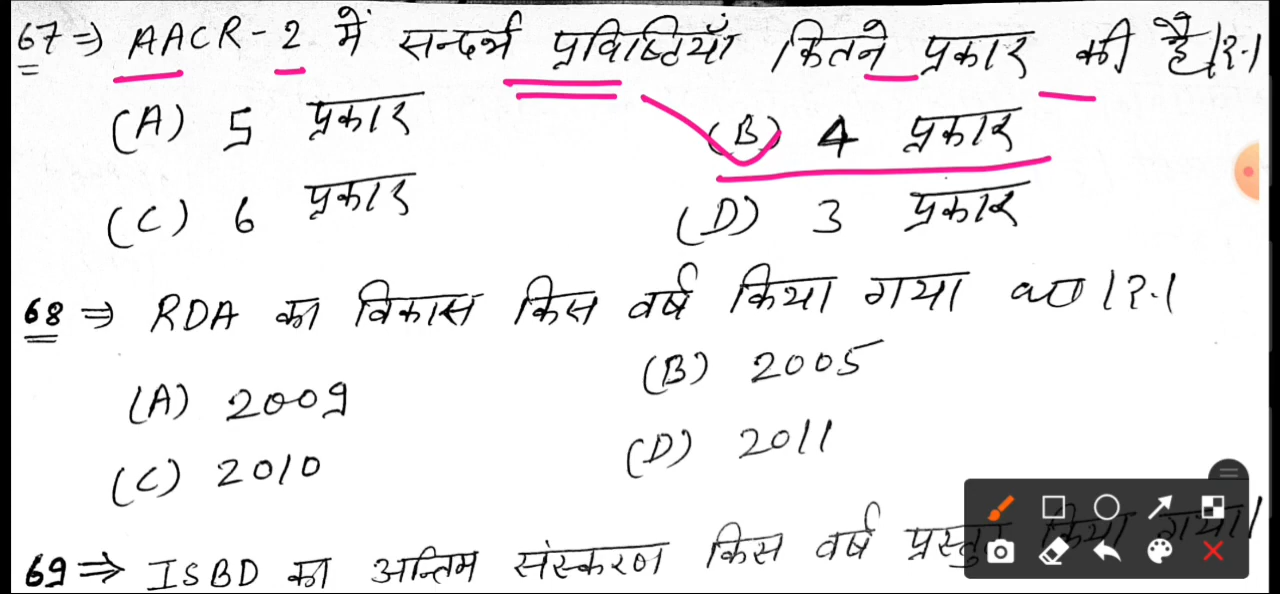 67⇒ AACR-2 में सन्दर्भ प्रविष्टियाँ कितने प्रकार की है।?.।
(A) 5 प्रकार (B) 4 प्रकार
(C) 6 प्रकार (D) 3 प्रकार
68⇒ RDA का विकास किस वर्ष किया गया था।?.।
(A) 2009 (B) 2005
(C) 2010 (D) 2011
69⇒ ISBD का अन्तिम संस्करण किस वर्ष प्रस्तुत किया गया।